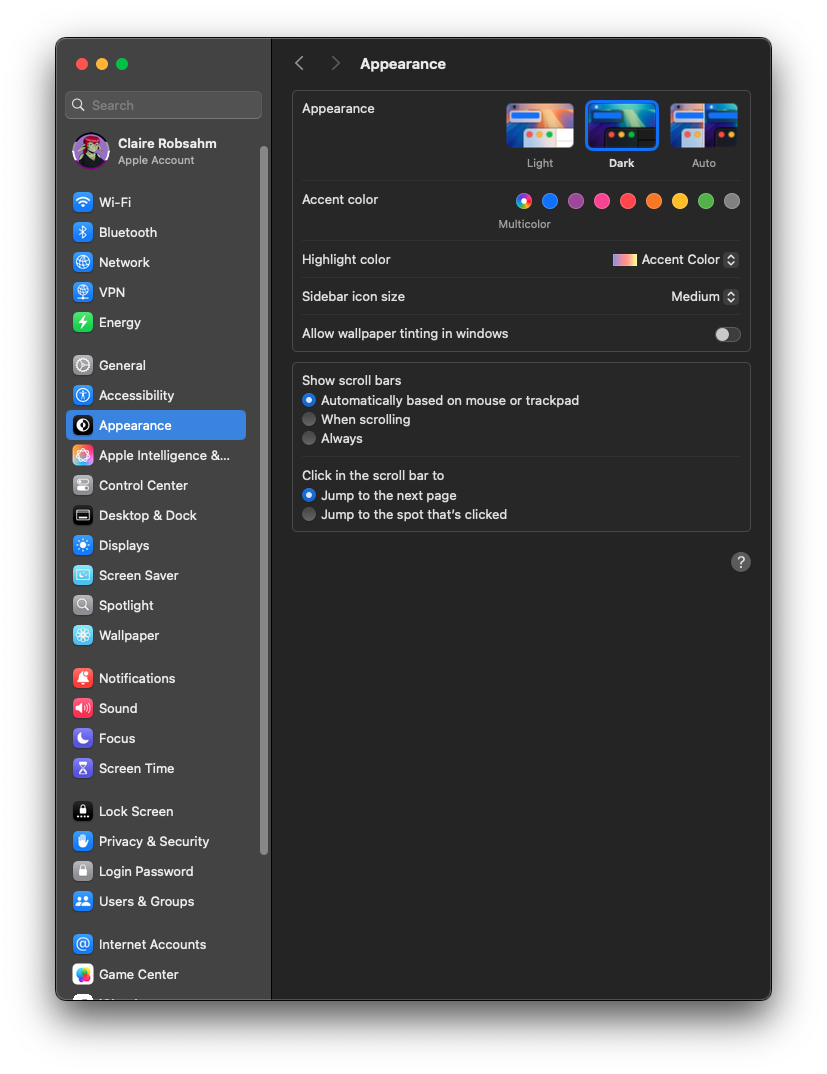 Search
Claire Robsahm
Apple Account
Wi-Fi
Bluetooth
Network
VPN
Energy
General
Accessibility
Appearance
Apple Intelligence &...
Control Center
Desktop & Dock
Displays
Screen Saver
Spotlight
Wallpaper
Notifications
Sound
Focus
Screen Time
Lock Screen
Privacy & Security
Login Password
Users & Groups
Internet Accounts
Game Center
Appearance
Appearance
Light
Dark
Auto
Accent color
Multicolor
Highlight color
Accent Color
Sidebar icon size
Medium
Allow wallpaper tinting in windows
Show scroll bars
Automatically based on mouse or trackpad
When scrolling
Always
Click in the scroll bar to
Jump to the next page
Jump to the spot that's clicked
?